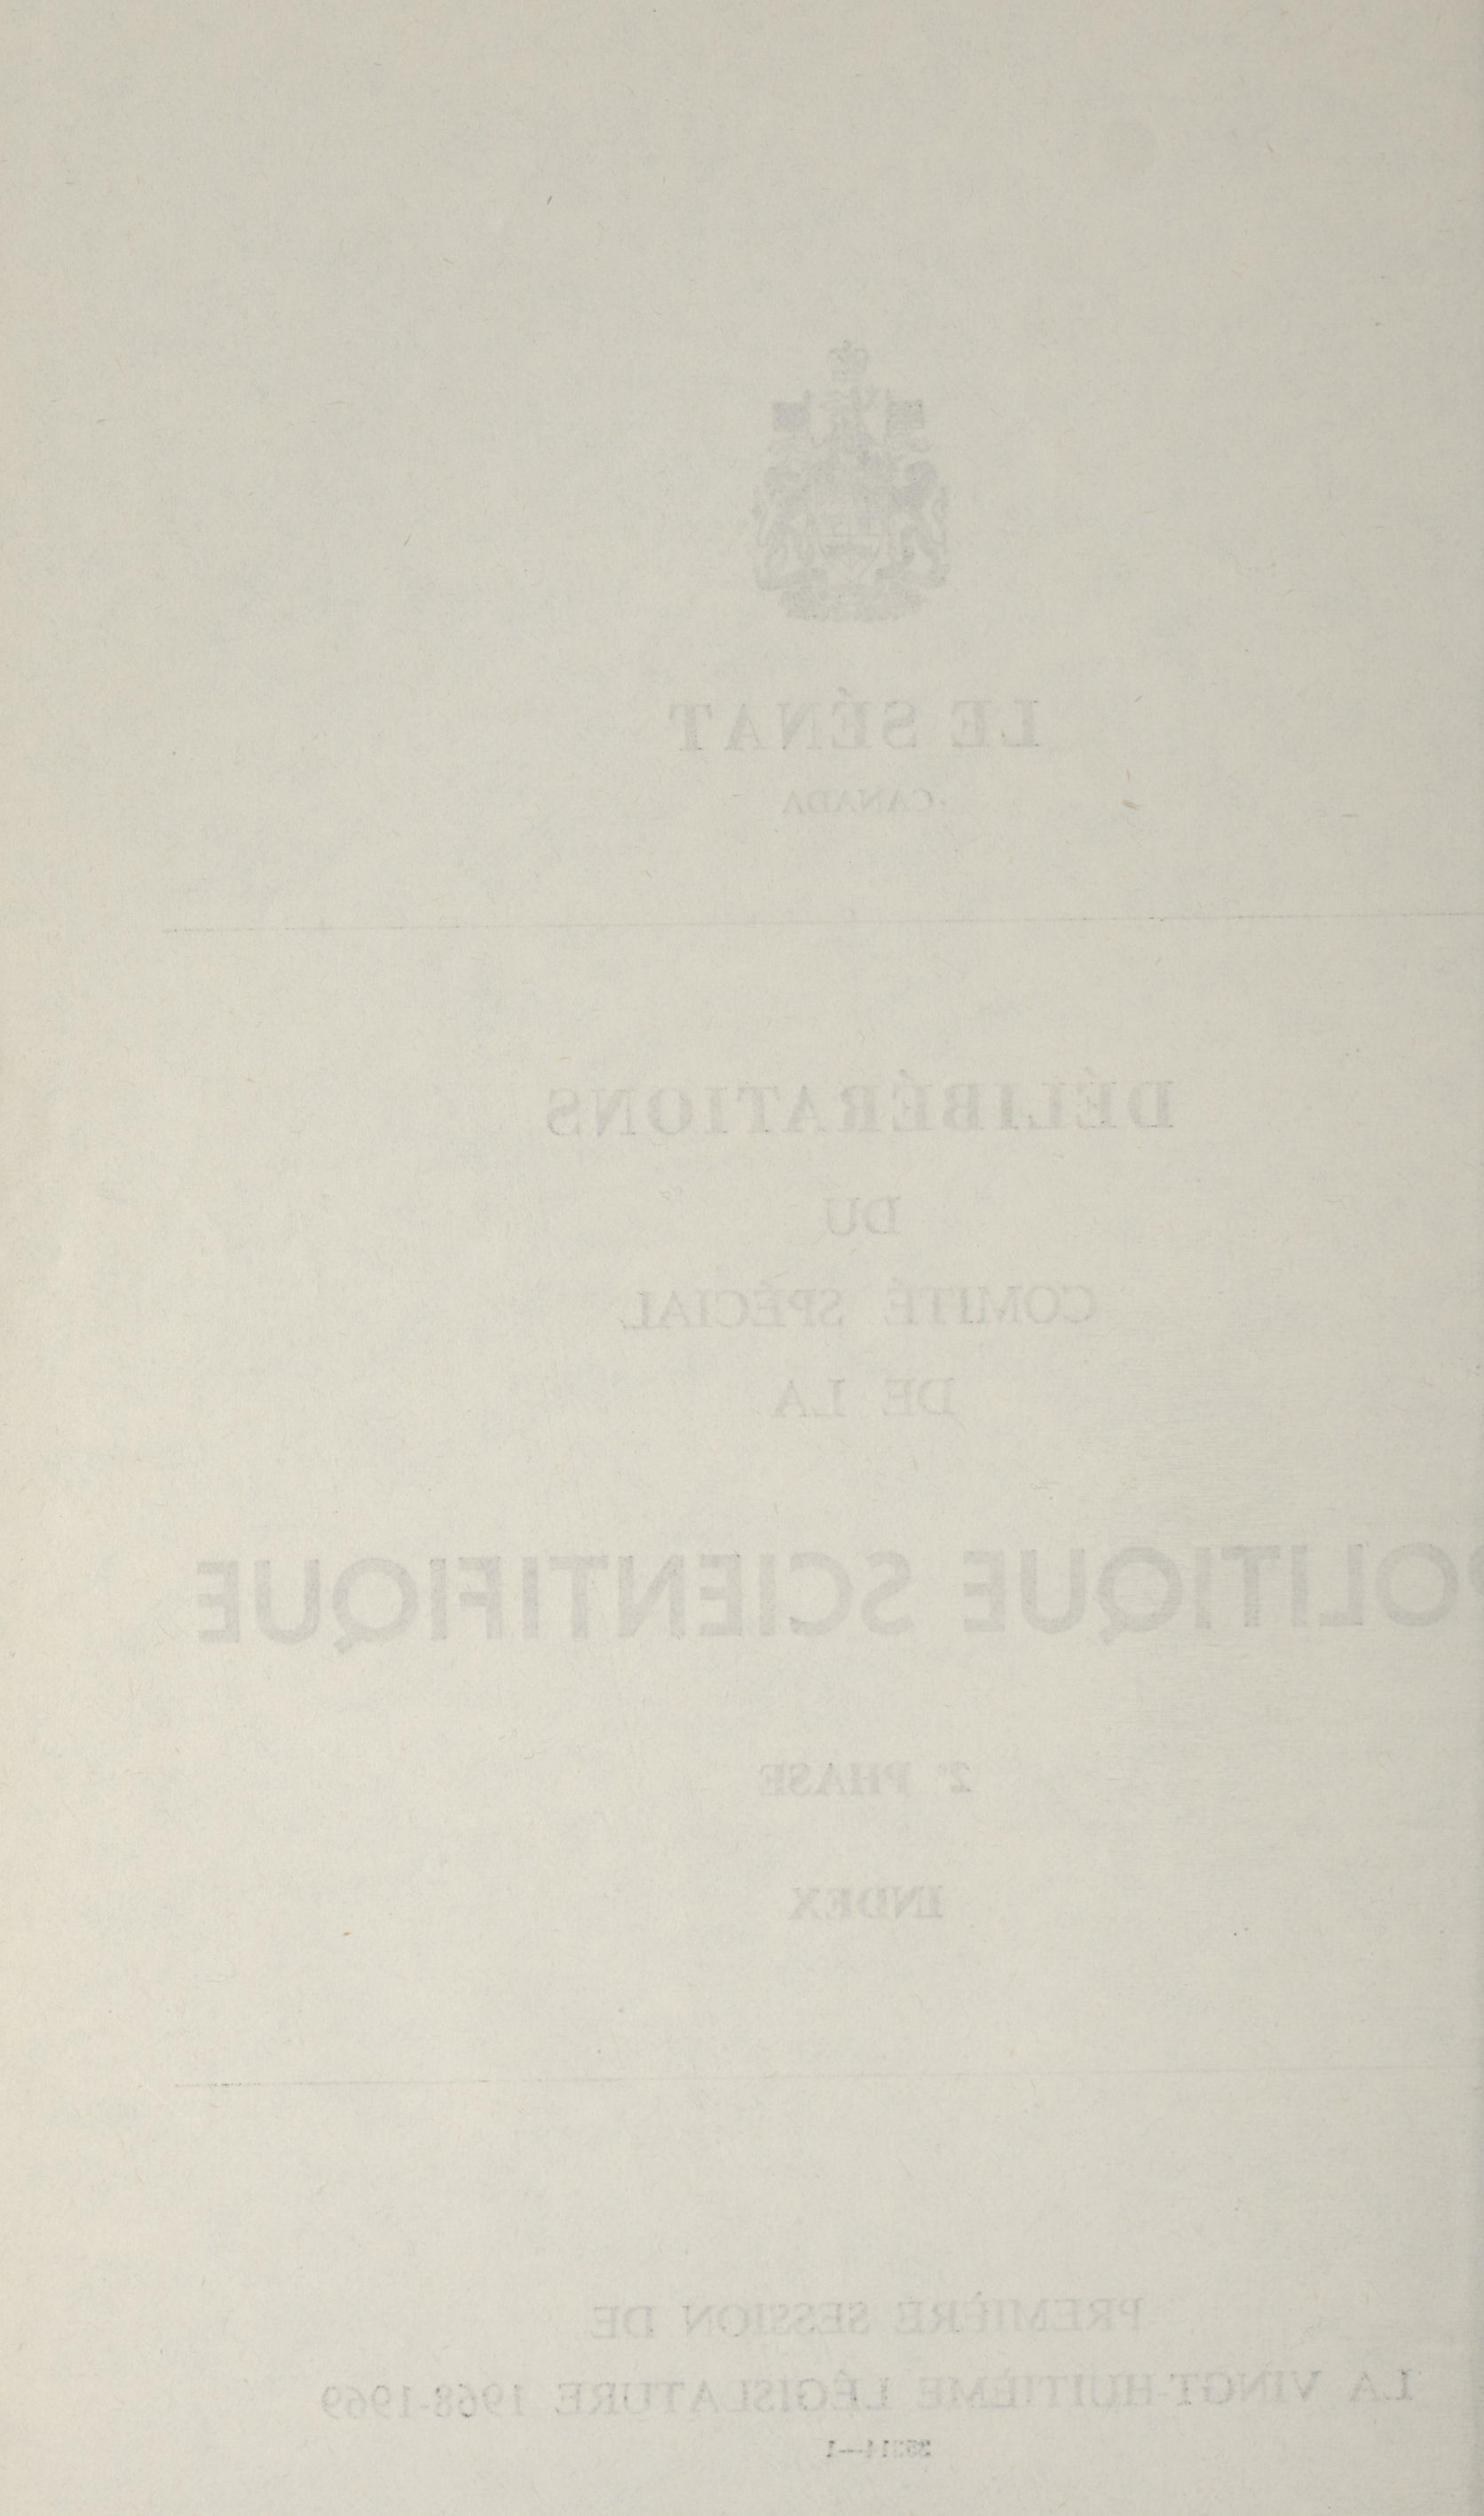 LE SÉNAT
CANADA
DÉLIBÉRATIONS
DU
COMITÉ SPÉCIAL
DE LA
POLITIQUE SCIENTIFIQUE
2e PHASE
INDEX
PREMIÈRE SESSION DE
LA VINGT-HUITIÈME LÉGISLATURE 1968-1969